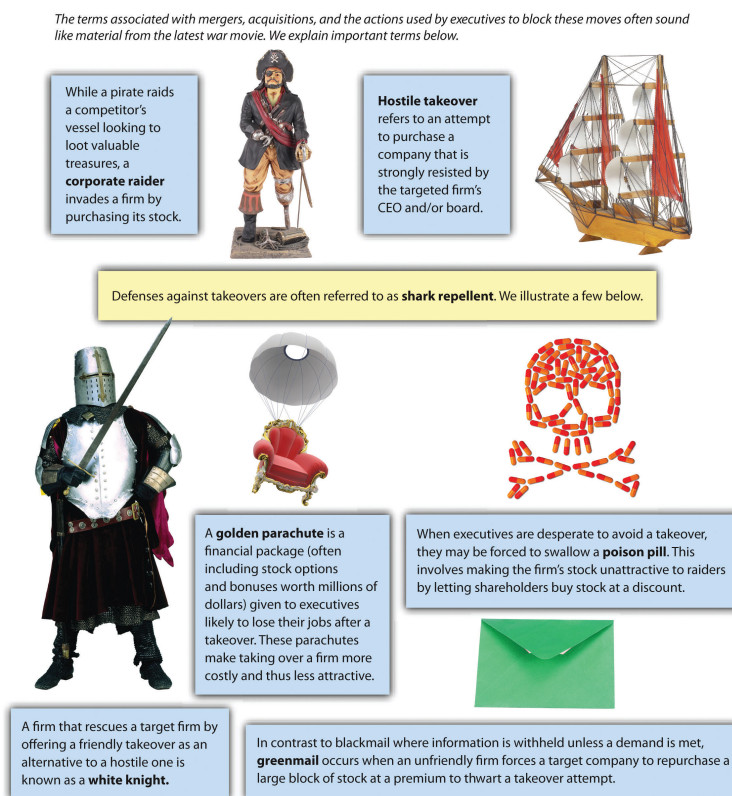 The terms associated with mergers, acquisitions, and the actions used by executives to block these moves often sound
like material from the latest war movie. We explain important terms below.
While a pirate raids
a competitor's
vessel looking to
loot valuable
treasures, a
corporate raider
invades a firm by
purchasing its stock.
Hostile takeover
refers to an attempt
to purchase a
company that is
strongly resisted by
the targeted firm's
CEO and/or board.
Defenses against takeovers are often referred to as shark repellent. We illustrate a few below.
A golden parachute is a
financial package (often
including stock options
and bonuses worth millions of
dollars) given to executives
likely to lose their jobs after a
takeover. These parachutes
make taking over a firm more
costly and thus less attractive.
When executives are desperate to avoid a takeover,
they may be forced to swallow a poison pill. This
involves making the firm's stock unattractive to raiders
by letting shareholders buy stock at a discount.
A firm that rescues a target firm by
offering a friendly takeover as an
alternative to a hostile one is
known as a white knight.
In contrast to blackmail where information is withheld unless a demand is met,
greenmail occurs when an unfriendly firm forces a target company to repurchase a
large block of stock at a premium to thwart a takeover attempt.